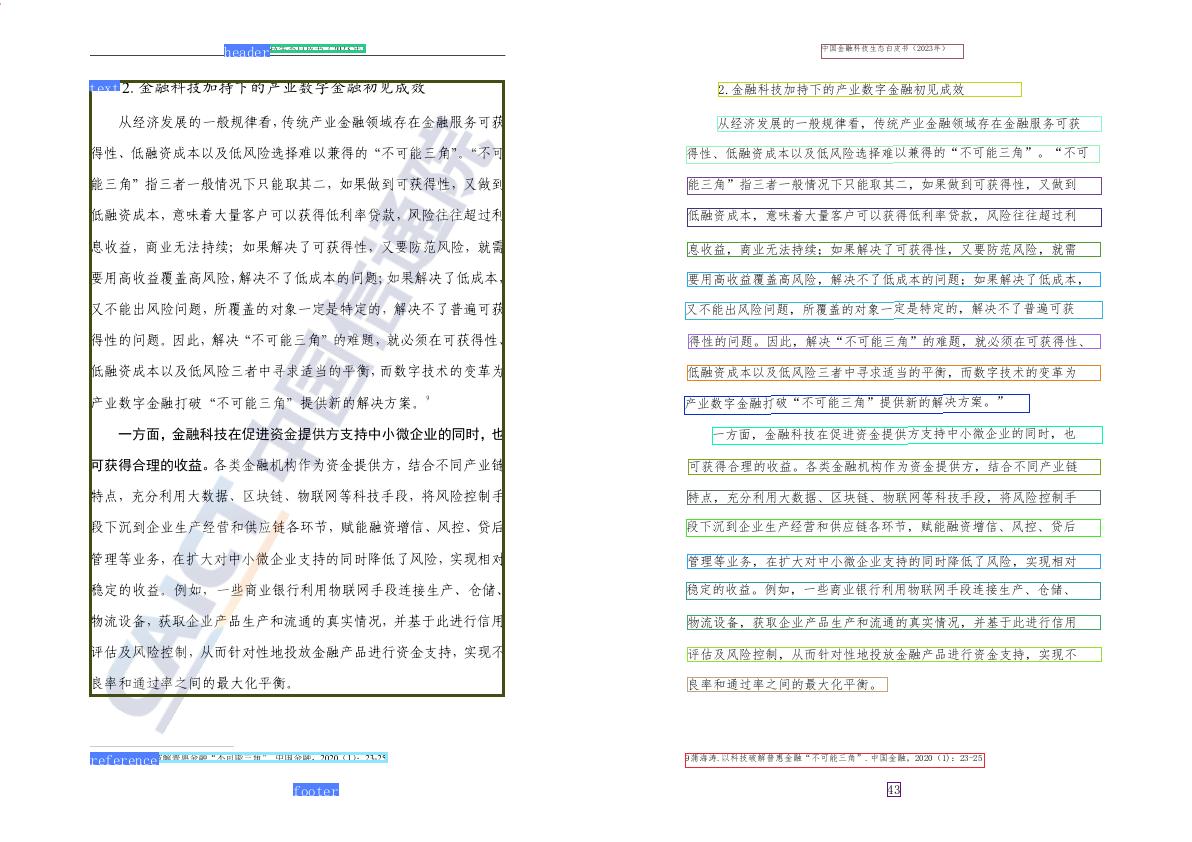 header
text 2. 金融科技加持下的产业数字金融初见成效
从经济发展的一般规律看，传统产业金融领域存在金融服务可获
得性、低融资成本以及低风险选择难以兼得的“不可能三角”。“不可
能三角”指三者一般情况下只能取其二，如果做到可获得性，又做到
低融资成本，意味着大量客户可以获得低利率贷款，风险往往超过利
息收益，商业无法持续；如果解决了可获得性，又要防范风险，就需
要用高收益覆盖高风险，解决不了低成本的问题；如果解决了低成本，
又不能出风险问题，所覆盖的对象一定是特定的，解决不了普遍可获
得性的问题。因此，解决“不可能三角”的难题，就必须在可获得性、
低融资成本以及低风险三者中寻求适当的平衡，而数字技术的变革为
产业数字金融打破“不可能三角”提供新的解决方案。9
一方面，金融科技在促进资金提供方支持中小微企业的同时，也
可获得合理的收益。各类金融机构作为资金提供方，结合不同产业链
特点，充分利用大数据、区块链、物联网等科技手段，将风险控制手
段下沉到企业生产经营和供应链各环节，赋能融资增信、风控、贷后
管理等业务，在扩大对中小微企业支持的同时降低了风险，实现相对
稳定的收益。例如，一些商业银行利用物联网手段连接生产、仓储、
物流设备，获取企业产品生产和流通的真实情况，并基于此进行信用
评估及风险控制，从而针对性地投放金融产品进行资金支持，实现不
良率和通过率之间的最大化平衡。
CAICT 中国信通院
reference 解普惠金融“不可能三角”.中国金融，2020（1）：23-25
footer
中国金融科技生态白皮书（2023年）
2.金融科技加持下的产业数字金融初见成效
从经济发展的一般规律看，传统产业金融领域存在金融服务可获
得性、低融资成本以及低风险选择难以兼得的“不可能三角”。“不可
能三角”指三者一般情况下只能取其二，如果做到可获得性，又做到
低融资成本，意味着大量客户可以获得低利率贷款，风险往往超过利
息收益，商业无法持续；如果解决了可获得性，又要防范风险，就需
要用高收益覆盖高风险，解决不了低成本的问题；如果解决了低成本，
又不能出风险问题，所覆盖的对象一定是特定的，解决不了普遍可获
得性的问题。因此，解决“不可能三角”的难题，就必须在可获得性、
低融资成本以及低风险三者中寻求适当的平衡，而数字技术的变革为
产业数字金融打破“不可能三角”提供新的解决方案。”
一方面，金融科技在促进资金提供方支持中小微企业的同时，也
可获得合理的收益。各类金融机构作为资金提供方，结合不同产业链
特点，充分利用大数据、区块链、物联网等科技手段，将风险控制手
段下沉到企业生产经营和供应链各环节，赋能融资增信、风控、贷后
管理等业务，在扩大对中小微企业支持的同时降低了风险，实现相对
稳定的收益。例如，一些商业银行利用物联网手段连接生产、仓储、
物流设备，获取企业产品生产和流通的真实情况，并基于此进行信用
评估及风险控制，从而针对性地投放金融产品进行资金支持，实现不
良率和通过率之间的最大化平衡。
9蒲海涛.以科技破解普惠金融“不可能三角”.中国金融，2020（1）：23-25
43